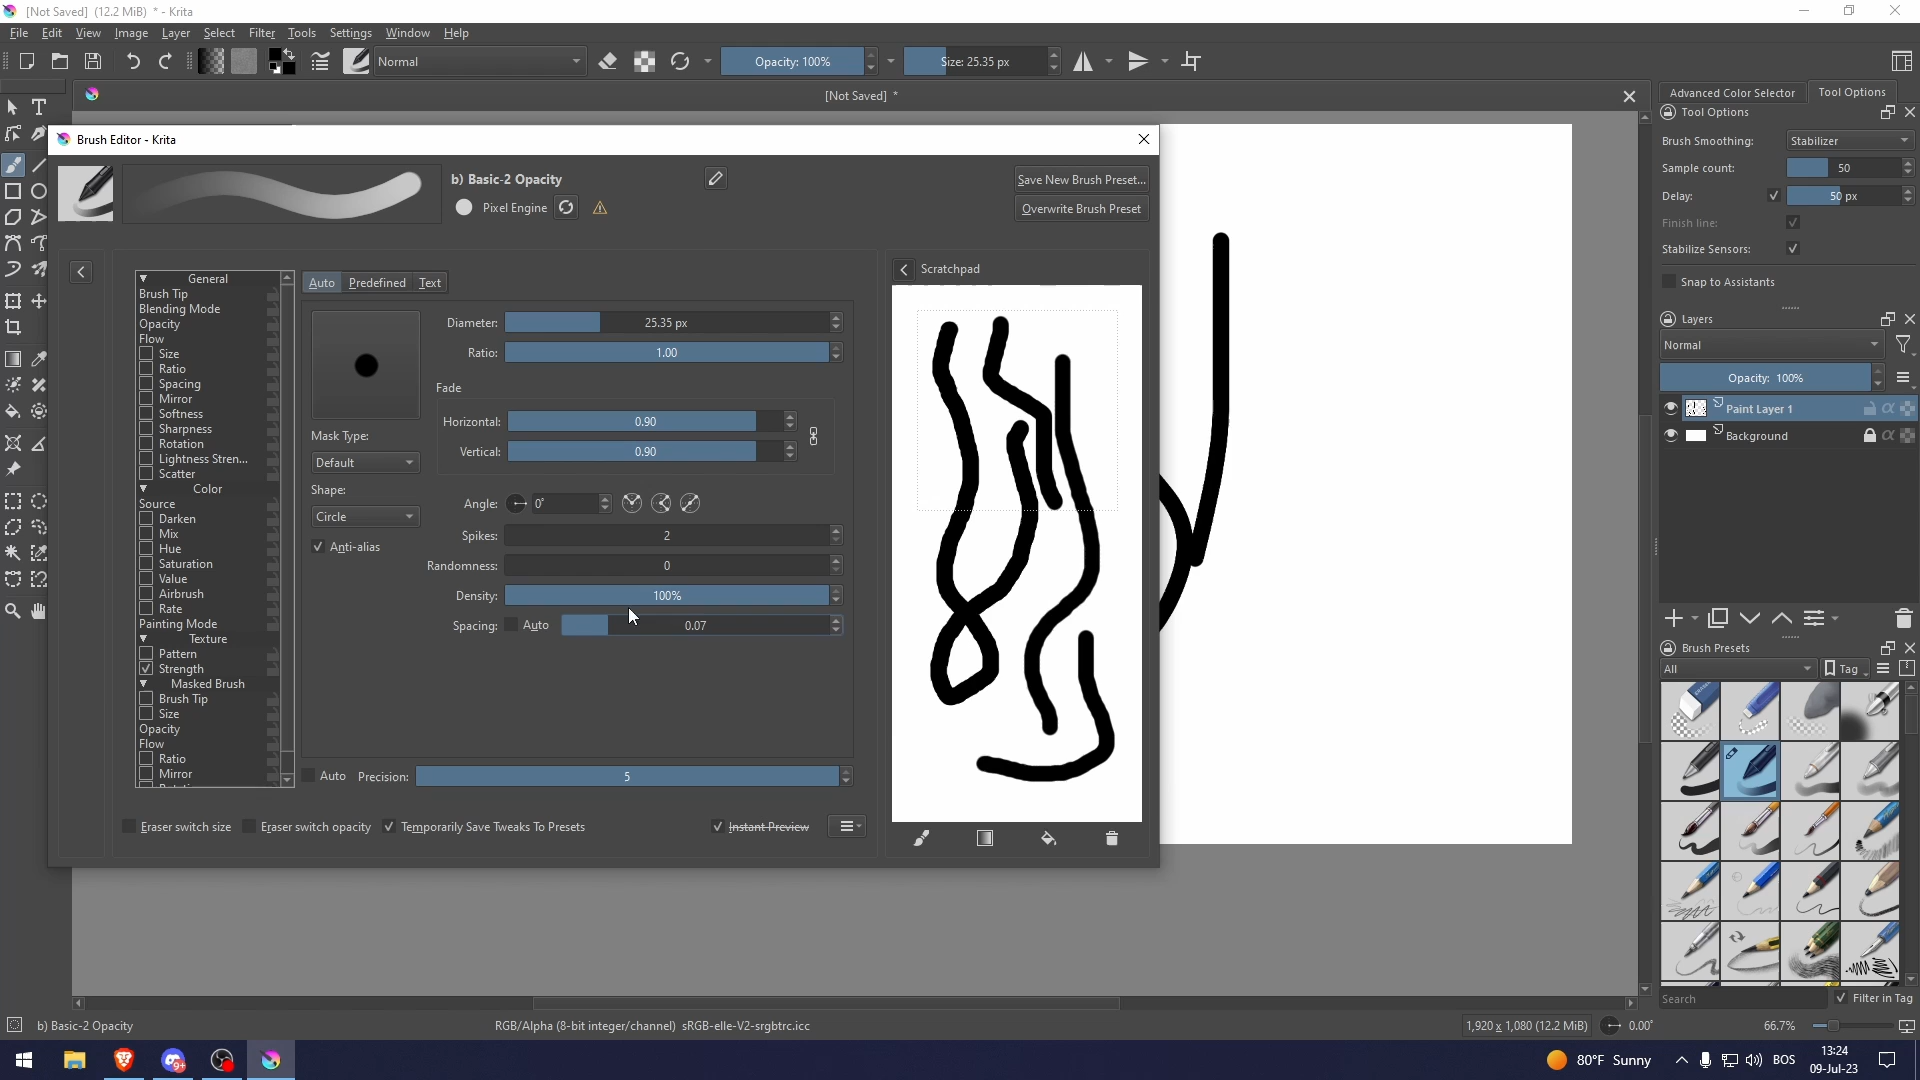 [Not Saved]  (12.2 MiB)  * - Krita
File Edit View Image Layer Select Filter Tools Settings Window Help
Normal
Opacity: 100%
Size: 25.35 px
[Not Saved]  *
Advanced Color Selector
Tool Options
Tool Options
Brush Smoothing: Stabilizer
Sample count: 50
Delay: 50 px
Finish line:
Stabilize Sensors:
Snap to Assistants
Layers
Normal
Opacity:  100%
Paint Layer 1
Background
Brush Presets
All
Tag
Search
Filter in Tag
Brush Editor - Krita
b) Basic-2 Opacity
Pixel Engine
Save New Brush Preset...
Overwrite Brush Preset
General
Brush Tip
Blending Mode
Opacity
Flow
Size
Ratio
Spacing
Mirror
Softness
Sharpness
Rotation
Lightness Stren...
Scatter
Color
Source
Darken
Mix
Hue
Saturation
Value
Airbrush
Rate
Painting Mode
Texture
Pattern
Strength
Masked Brush
Brush Tip
Size
Opacity
Flow
Ratio
Mirror
Auto Predefined Text
Diameter: 25.35 px
Ratio: 1.00
Fade
Horizontal: 0.90
Vertical: 0.90
Mask Type:
Default
Shape:
Circle
Anti-alias
Angle: 0°
Spikes: 2
Randomness: 0
Density: 100%
Spacing: Auto 0.07
Auto Precision: 5
Eraser switch size
Eraser switch opacity
Temporarily Save Tweaks To Presets
Instant Preview
Scratchpad
b) Basic-2 Opacity
RGB/Alpha (8-bit integer/channel)  sRGB-elle-V2-srgbtrc.icc
1,920 x 1,080 (12.2 MiB)
0.00°
66.7%
9+
80°F Sunny
BOS
13:24
09-Jul-23